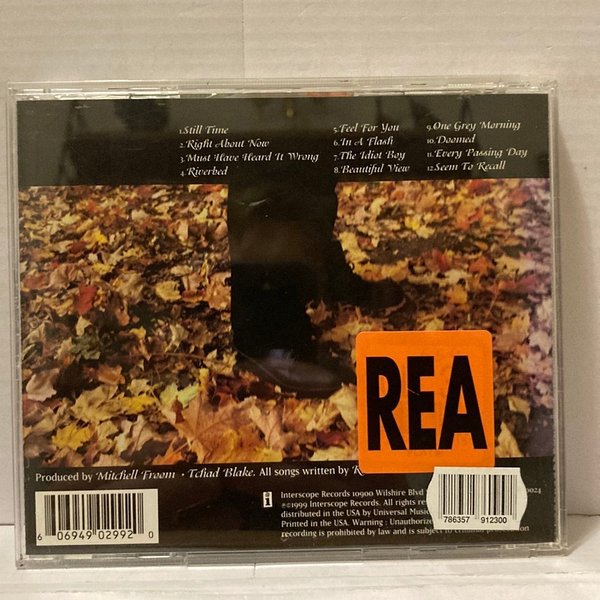 1.Still Time
2.Right About Now
3.Must Have Heard It Wrong
4.Riverbed
5.Feel For You
6.In A Flash
7.The Idiot Boy
8.Beautiful View
9.One Grey Morning
10.Doomed
11.Every Passing Day
12.Seem To Recall
REA
Produced by Mitchell Froom · Tchad Blake. All songs written by R
i
Interscope Records 10900 Wilshire Blvd
℗©1999 Interscope Records. All rights
distributed in the USA by Universal Music
Printed in the USA. Warning : Unauthorized
recording is prohibited by law and is subject to criminal prosecution
6 06949 02992 0
786357 912300